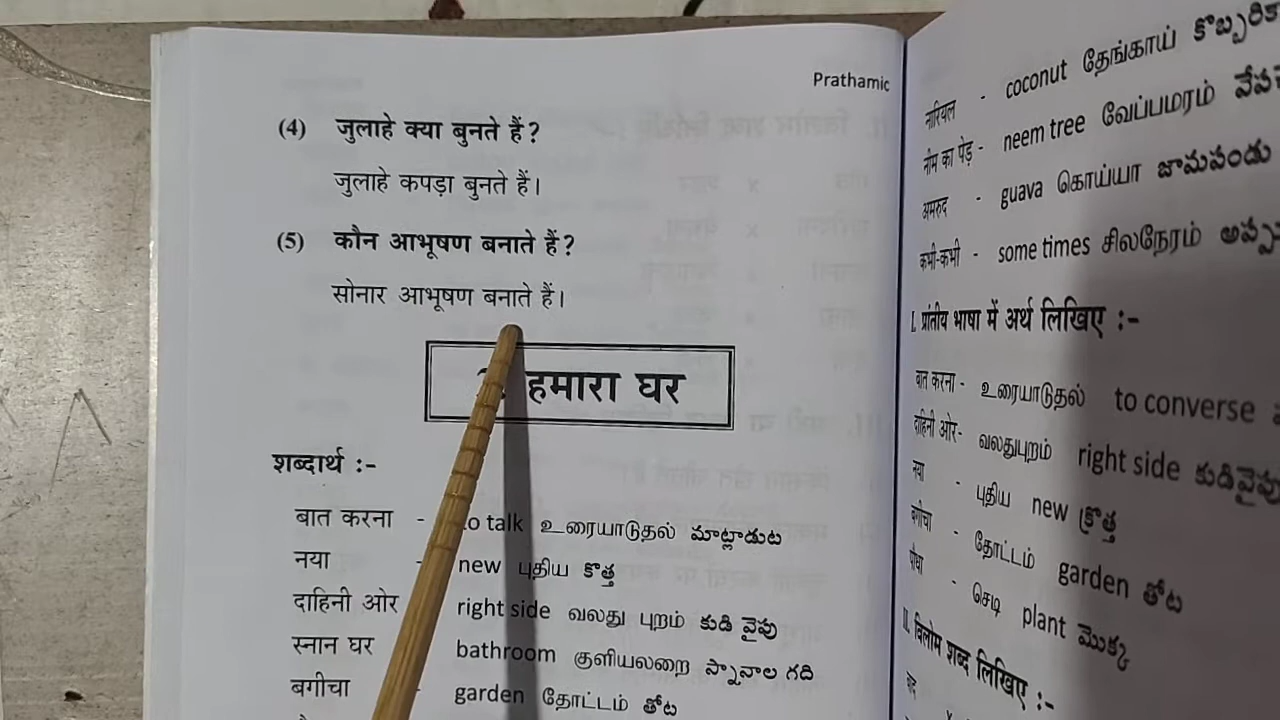 Prathamic
(4) जुलाहे क्या बुनते हैं?
जुलाहे कपड़ा बुनते हैं।
(5) कौन आभूषण बनाते हैं?
सोनार आभूषण बनाते हैं।
हमारा घर
शब्दार्थ :-
बात करना - to talk உரையாடுதல் మాట్లాడుట
नया - new புதிய కొత్త
दाहिनी ओर right side வலது புறம் కుడి వైపు
स्नान घर bathroom குளியலறை స్నానాల గది
बगीचा - garden தோட்டம் తోట
नारियल - coconut தேங்காய்
नीम का पेड़ - neem tree வேப்பமரம்
अमरुद - guava கொய்யா జామపండు
कभी-कभी - some times சிலநேரம்
I. प्रांतीय भाषा में अर्थ लिखिए :-
बात करना - உரையாடுதல் to converse
दाहिनी ओर- வலதுபுறம் right side కుడివైపు
नया - புதிய new క్రొత్త
बगीचा - தோட்டம் garden తోట
पौधा - செடி plant మొక్క
II. विलोम शब्द लिखिए :-